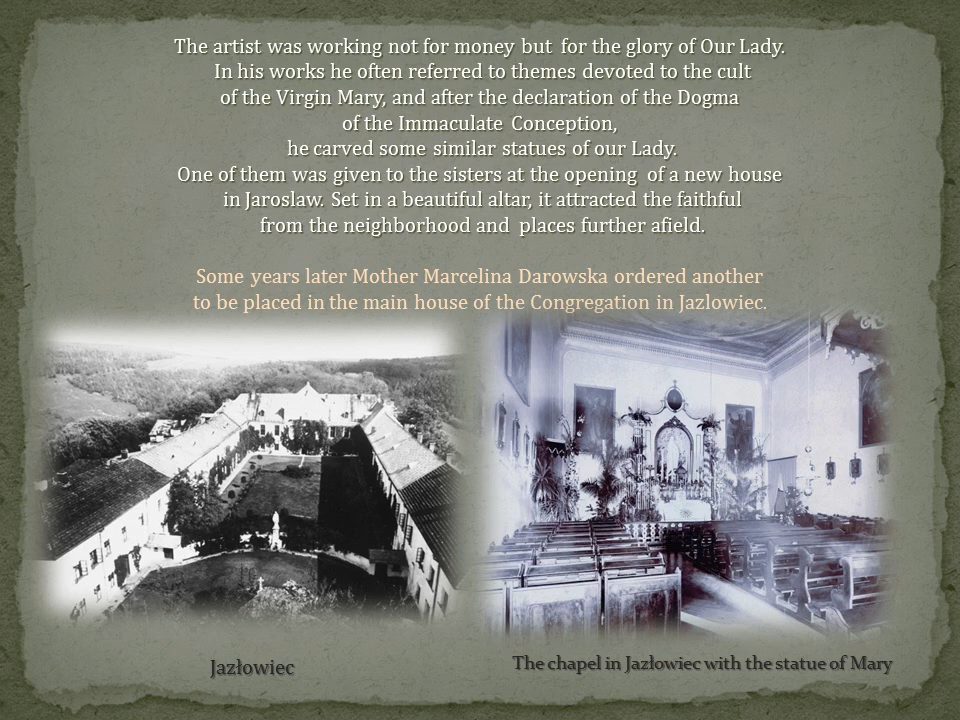 The artist was working not for money but for the glory of Our Lady.
In his works he often referred to themes devoted to the cult
of the Virgin Mary, and after the declaration of the Dogma
of the Immaculate Conception,
he carved some similar statues of our Lady.
One of them was given to the sisters at the opening of a new house
in Jaroslaw. Set in a beautiful altar, it attracted the faithful
from the neighborhood and places further afield.
Some years later Mother Marcelina Darowska ordered another
to be placed in the main house of the Congregation in Jazlowiec.
Jazłowiec
The chapel in Jazłowiec with the statue of Mary